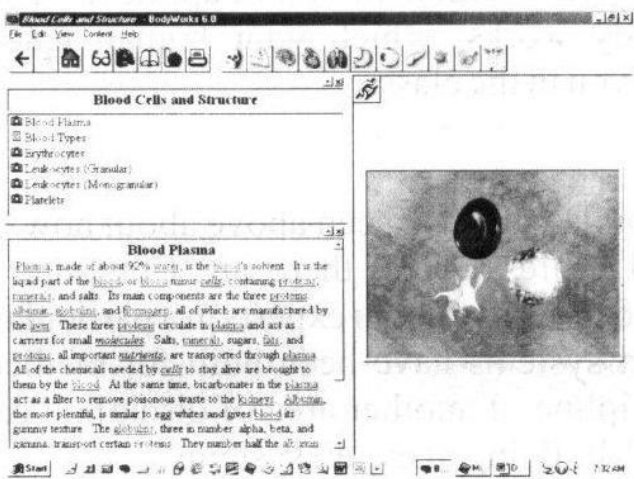 Blood Cells and Structure - BodyWorks 6.0
File Edit View Content Help
Blood Cells and Structure
Blood Plasma
Blood Types
Erythrocytes
Leukocytes (Granular)
Leukocytes (Monogranular)
Platelets
Blood Plasma
Plasma, made of about 92% water, is the blood's solvent. It is the
liquid part of the blood, or blood minus cells, containing proteins,
minerals, and salts. Its main components are the three proteins
albumin, globulins, and fibrinogen, all of which are manufactured by
the liver. These three proteins circulate in plasma and act as
carriers for small molecules. Salts, minerals, sugars, fats, and
proteins, all important nutrients, are transported through plasma.
All of the chemicals needed by cells to stay alive are brought to
them by the blood. At the same time, bicarbonates in the plasma
act as a filter to remove poisonous waste to the kidneys. Albumin,
the most plentiful, is similar to egg whites and gives blood its
gummy texture. The globulins, three in number: alpha, beta, and
gamma, transport certain proteins. They number half the albumin
Start
B...
M...
D...
7:32 AM